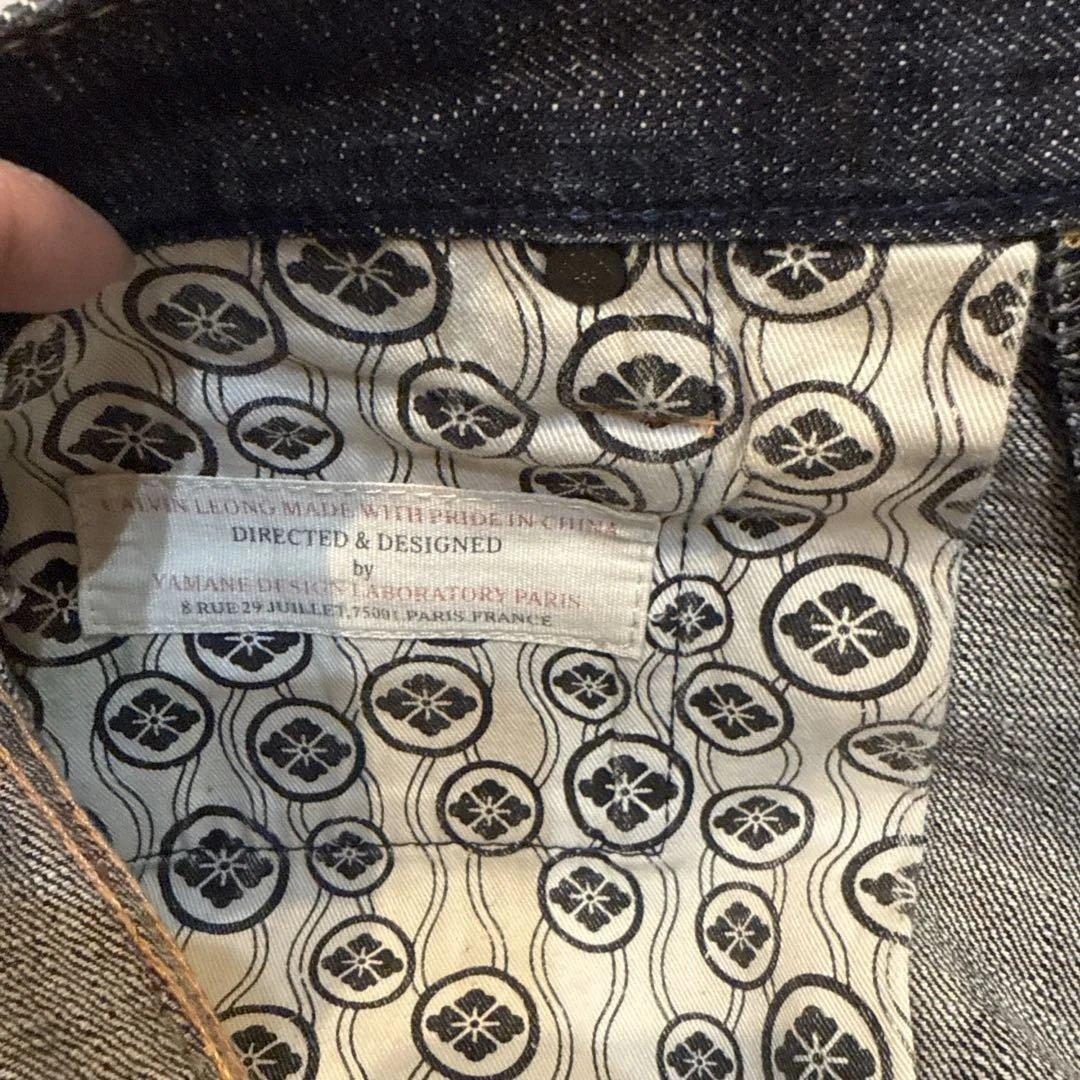 CALVIN LEONG MADE WITH PRIDE IN CHINA
DIRECTED & DESIGNED
by
YAMANE DESIGN LABORATORY PARIS
8 RUE 29 JUILLET, 75001, PARIS, FRANCE